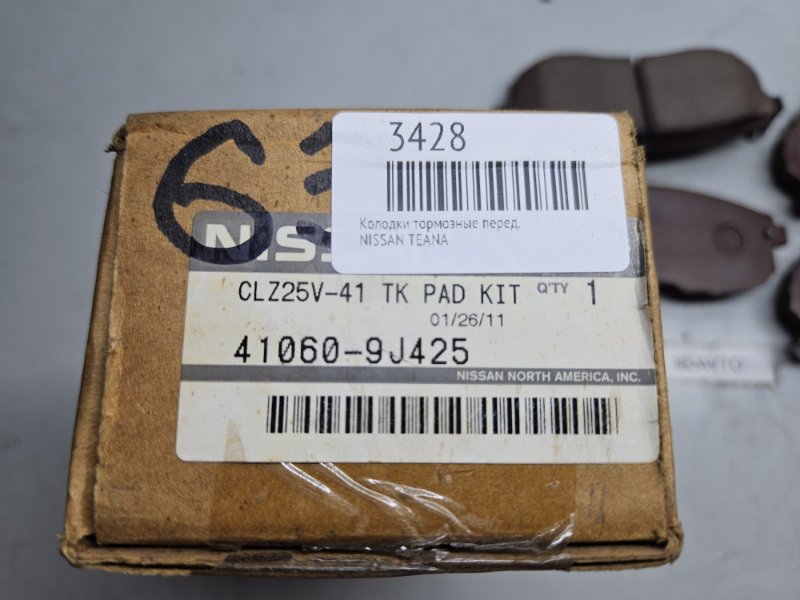 3428
Колодки тормозные перед.
NISSAN TEANA
NISS
CLZ25V-41 TK PAD KIT Q'TY 1
01/26/11
41060-9J425
NISSAN NORTH AMERICA, INC.